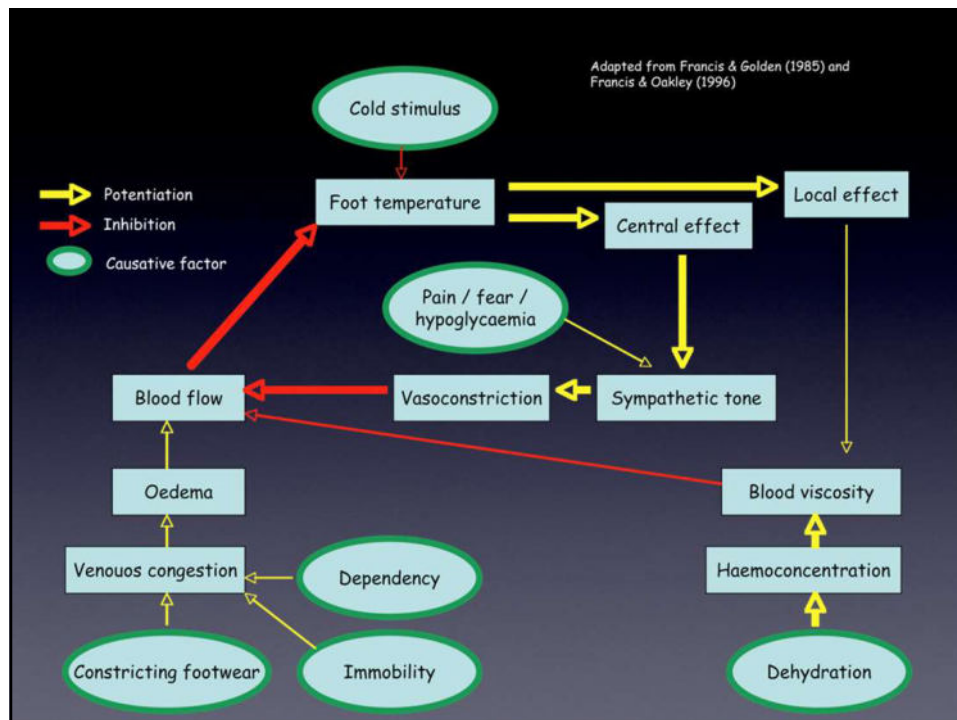 Adapted from Francis & Golden (1985) and
Francis & Oakley (1996)
Cold stimulus
Potentiation
Inhibition
Causative factor
Foot temperature
Local effect
Central effect
Pain / fear /
hypoglycaemia
Blood flow
Vasoconstriction
Sympathetic tone
Oedema
Blood viscosity
Venouos congestion
Dependency
Haemoconcentration
Constricting footwear
Immobility
Dehydration